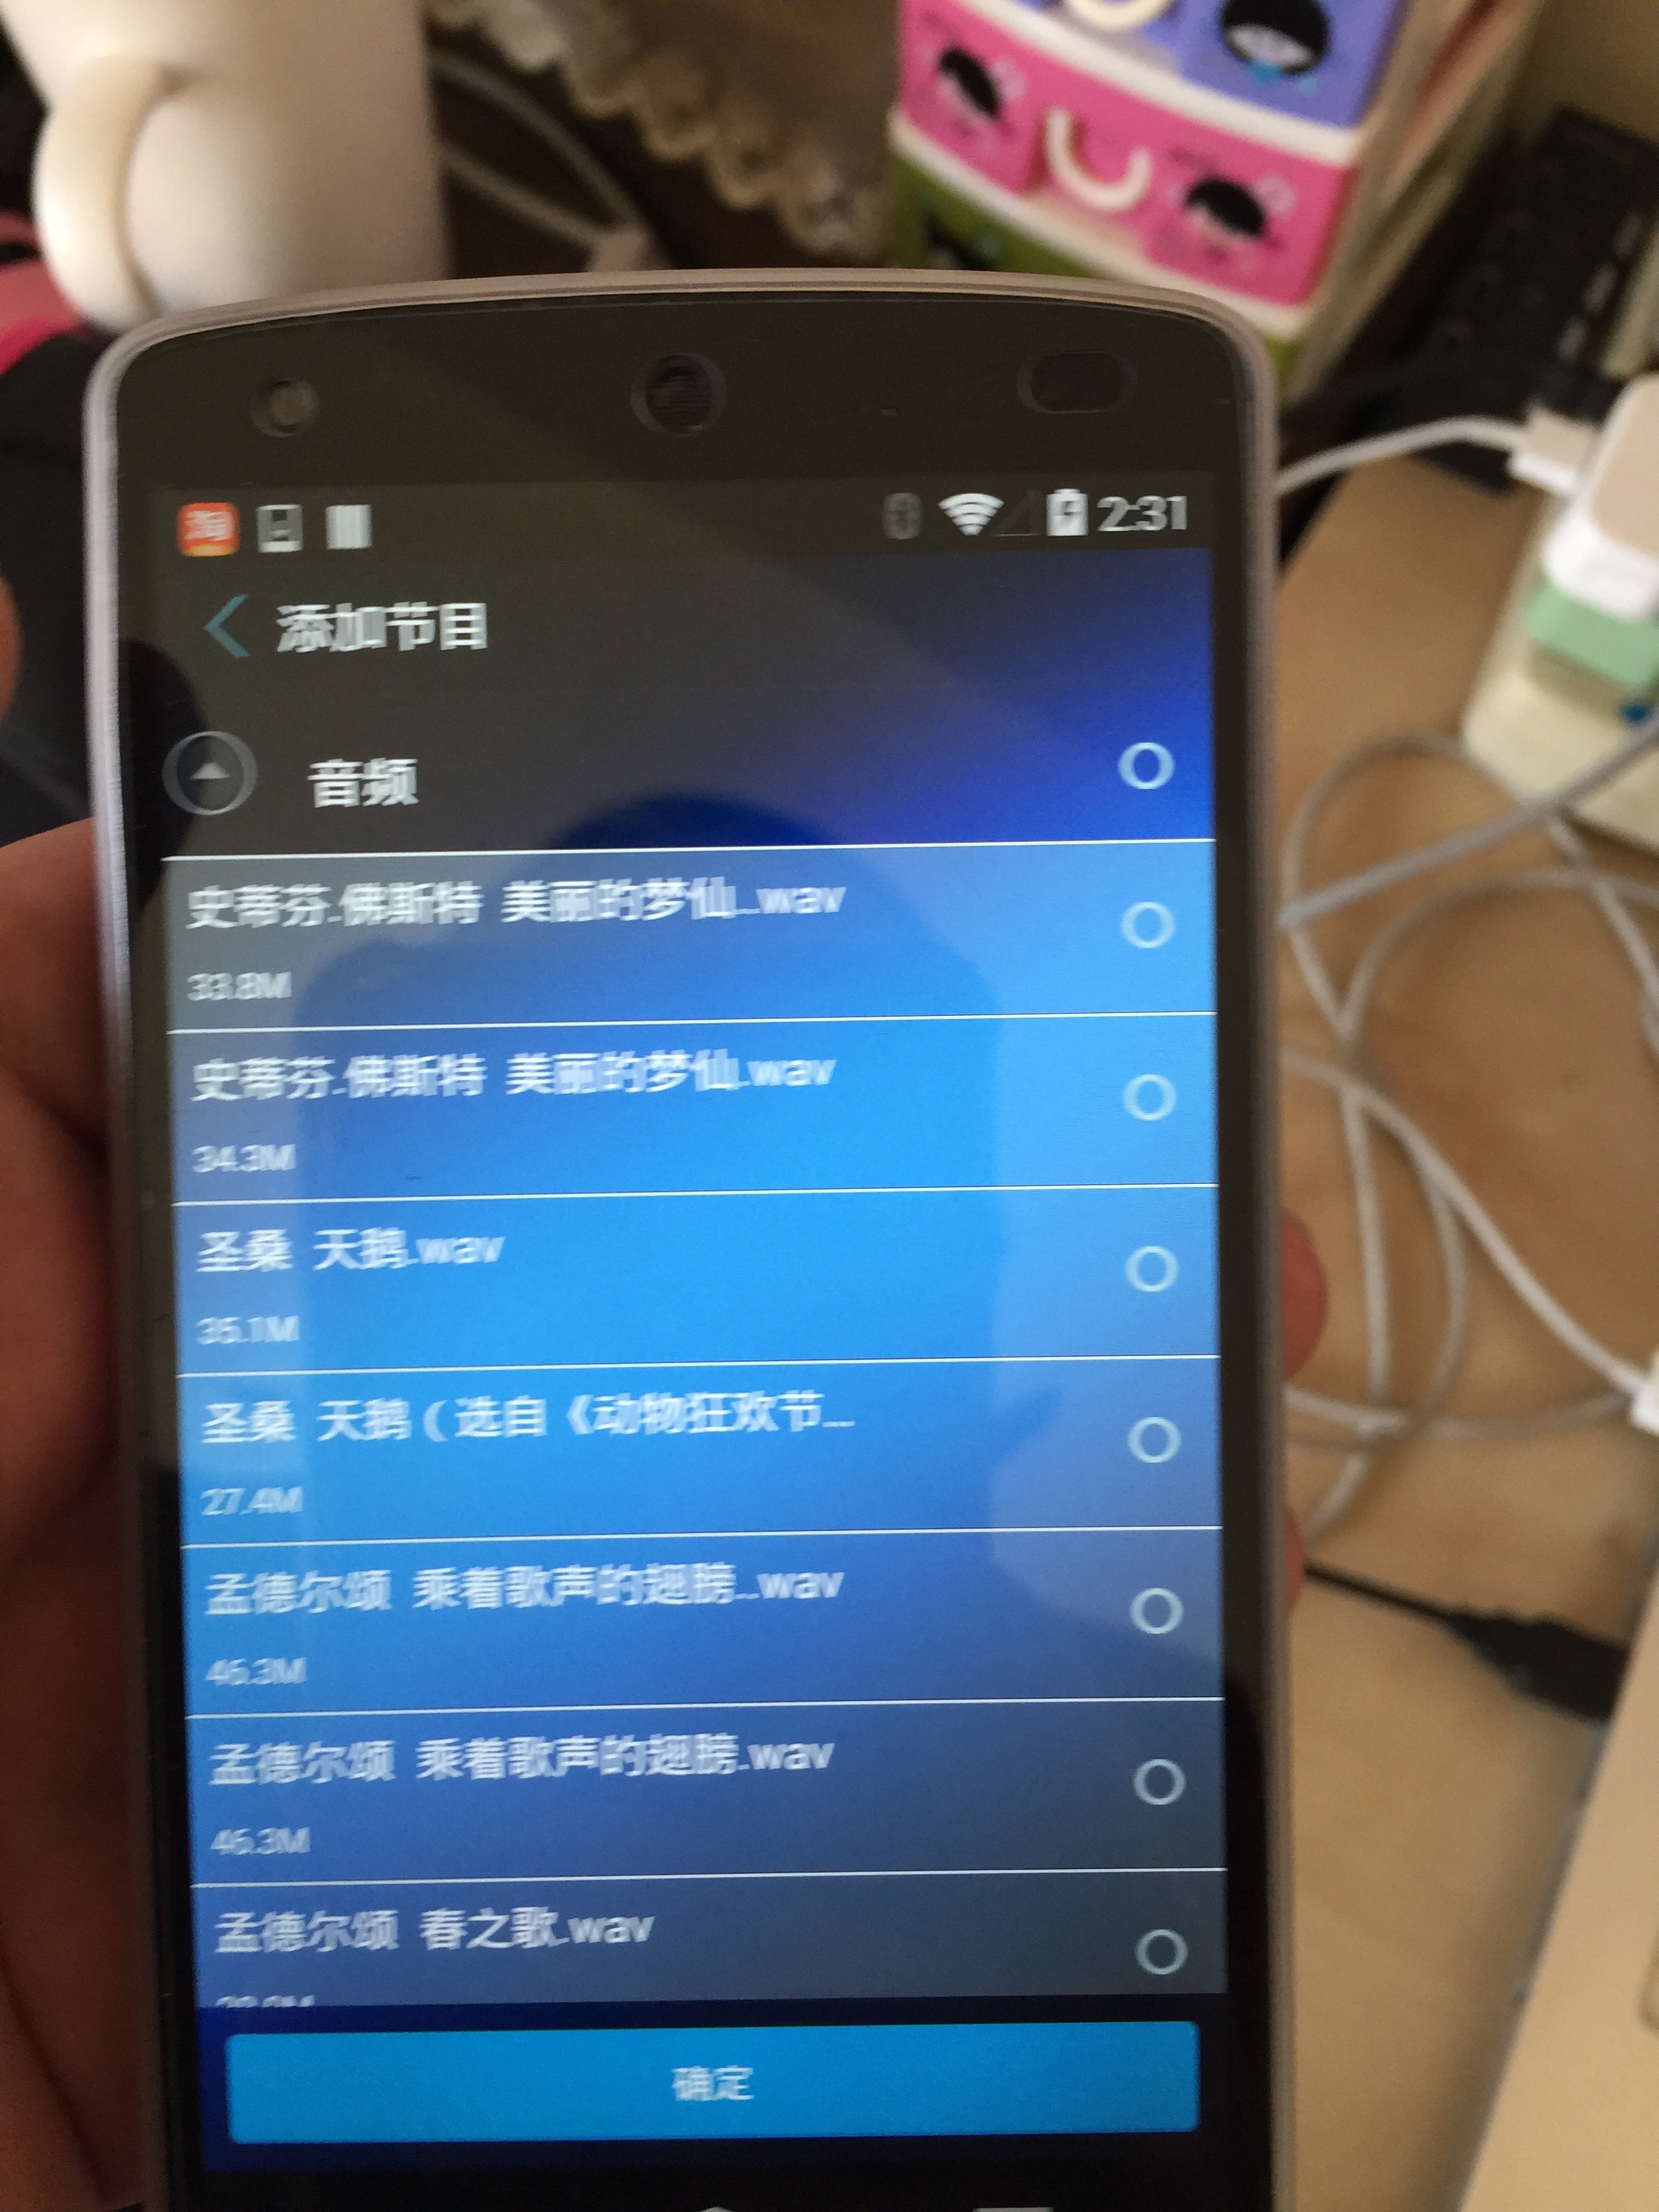 淘
2:31
添加节目
音频
史蒂芬.佛斯特 美丽的梦仙..wav
33.8M
史蒂芬.佛斯特 美丽的梦仙.wav
34.3M
圣桑 天鹅.wav
35.1M
圣桑 天鹅（选自《动物狂欢节...
27.4M
孟德尔颂 乘着歌声的翅膀..wav
46.3M
孟德尔颂 乘着歌声的翅膀.wav
46.3M
孟德尔颂 春之歌.wav
确定